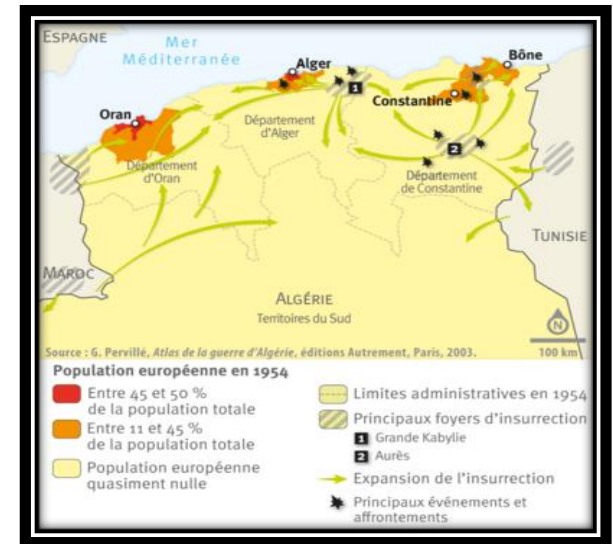 ESPAGNE
Mer
Méditerranée
Alger
Bône
1
Oran
Constantine
Département
d'Alger
2
Département
d'Oran
Département
de Constantine
TUNISIE
MAROC
ALGÉRIE
Territoires du Sud
N
Source : G. Pervillé, Atlas de la guerre d'Algérie, éditions Autrement, Paris, 2003.
100 km
Population européenne en 1954
Entre 45 et 50 %
de la population totale
Entre 11 et 45 %
de la population totale
Population européenne
quasiment nulle
Limites administratives en 1954
Principaux foyers d'insurrection
1 Grande Kabylie
2 Aurès
Expansion de l'insurrection
Principaux événements et
affrontements